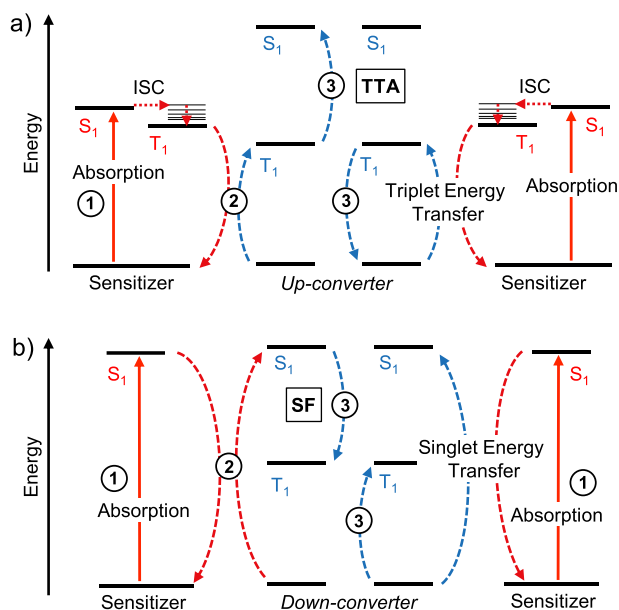 a)
S1
S1
ISC
3
TTA
ISC
S1
T1
T1
T1
T1
S1
Energy
Absorption
1
2
3
Triplet Energy
Transfer
Absorption
Sensitizer
Up-converter
Sensitizer
b)
S1
S1
S1
S1
SF
3
Energy
1
2
Singlet Energy
Transfer
1
T1
T1
Absorption
3
Absorption
Sensitizer
Down-converter
Sensitizer